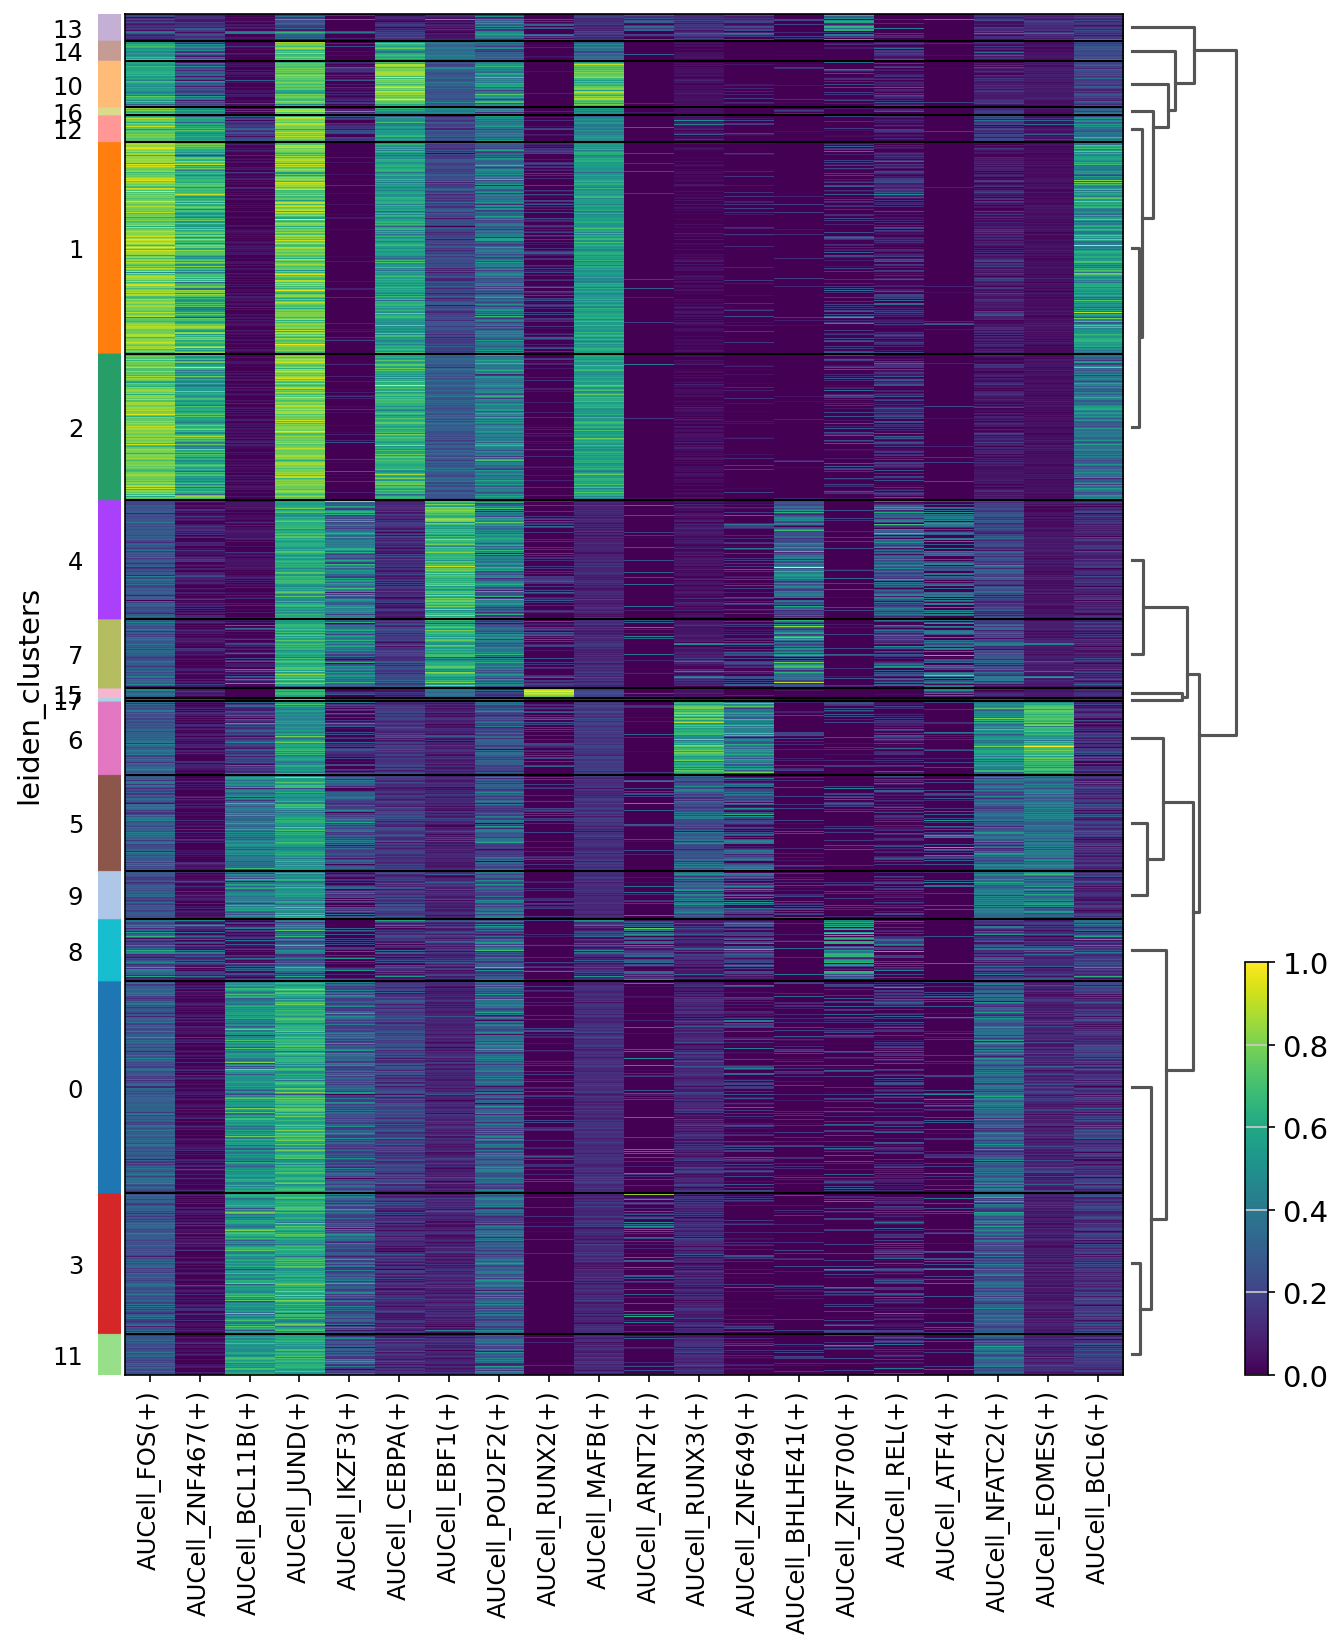 13
14
10
16
12
1
2
4
7
15
17
6
5
9
8
0
3
11
leiden_clusters
AUCell_FOS(+)
AUCell_ZNF467(+)
AUCell_BCL11B(+)
AUCell_JUND(+)
AUCell_IKZF3(+)
AUCell_CEBPA(+)
AUCell_EBF1(+)
AUCell_POU2F2(+)
AUCell_RUNX2(+)
AUCell_MAFB(+)
AUCell_ARNT2(+)
AUCell_RUNX3(+)
AUCell_ZNF649(+)
AUCell_BHLHE41(+)
AUCell_ZNF700(+)
AUCell_REL(+)
AUCell_ATF4(+)
AUCell_NFATC2(+)
AUCell_EOMES(+)
AUCell_BCL6(+)
1.0
0.8
0.6
0.4
0.2
0.0